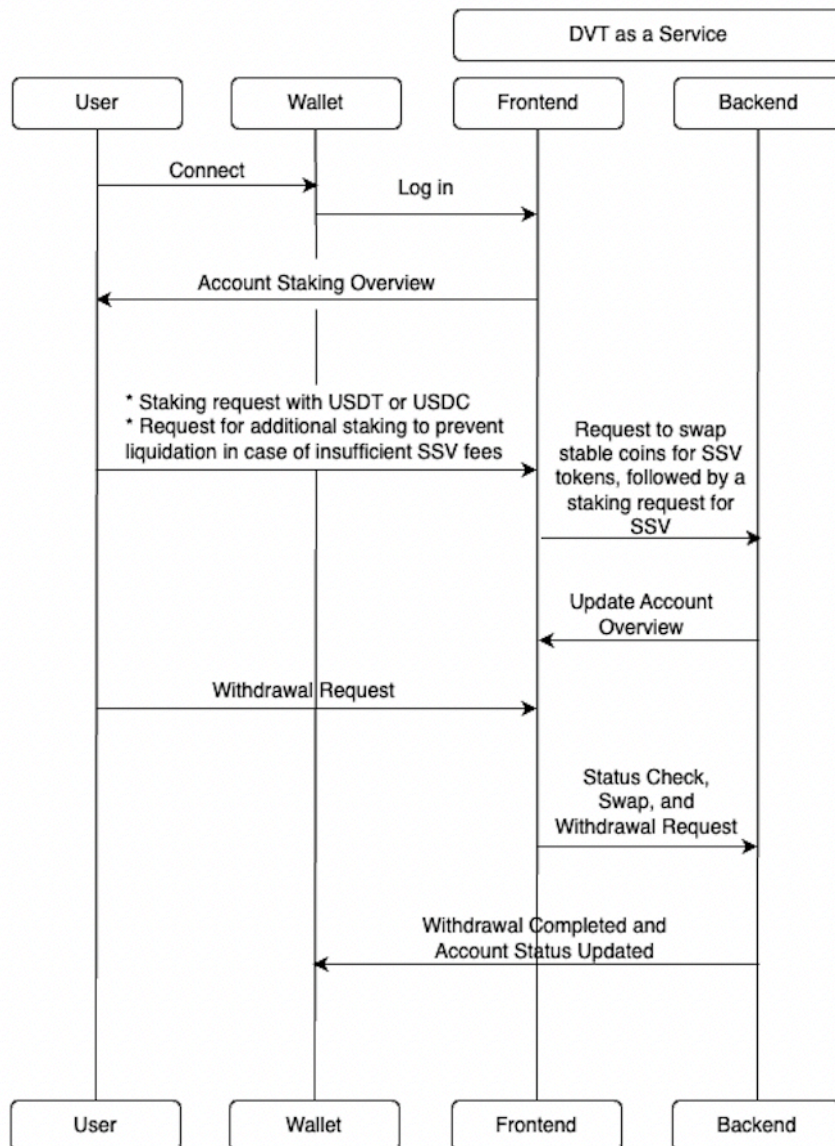 DVT as a Service
User
Wallet
Frontend
Backend
Connect
Log in
Account Staking Overview
* Staking request with USDT or USDC
* Request for additional staking to prevent
liquidation in case of insufficient SSV fees
Request to swap
stable coins for SSV
tokens, followed by a
staking request for
SSV
Update Account
Overview
Withdrawal Request
Status Check,
Swap, and
Withdrawal Request
Withdrawal Completed and
Account Status Updated
User
Wallet
Frontend
Backend